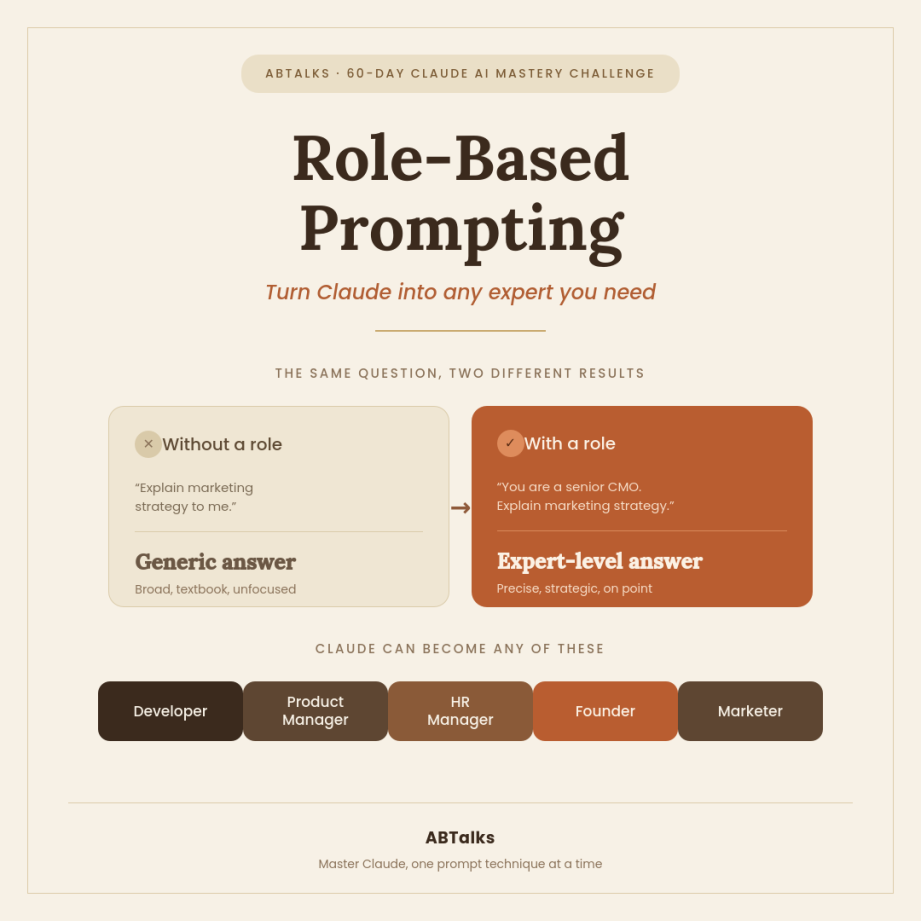 ABTALKS · 60-DAY CLAUDE AI MASTERY CHALLENGE
Role-Based
Prompting
Turn Claude into any expert you need
THE SAME QUESTION, TWO DIFFERENT RESULTS
✕ Without a role
“Explain marketing
strategy to me.”
Generic answer
Broad, textbook, unfocused
→
✓ With a role
“You are a senior CMO.
Explain marketing strategy.”
Expert-level answer
Precise, strategic, on point
CLAUDE CAN BECOME ANY OF THESE
Developer
Product
Manager
HR
Manager
Founder
Marketer
ABTalks
Master Claude, one prompt technique at a time